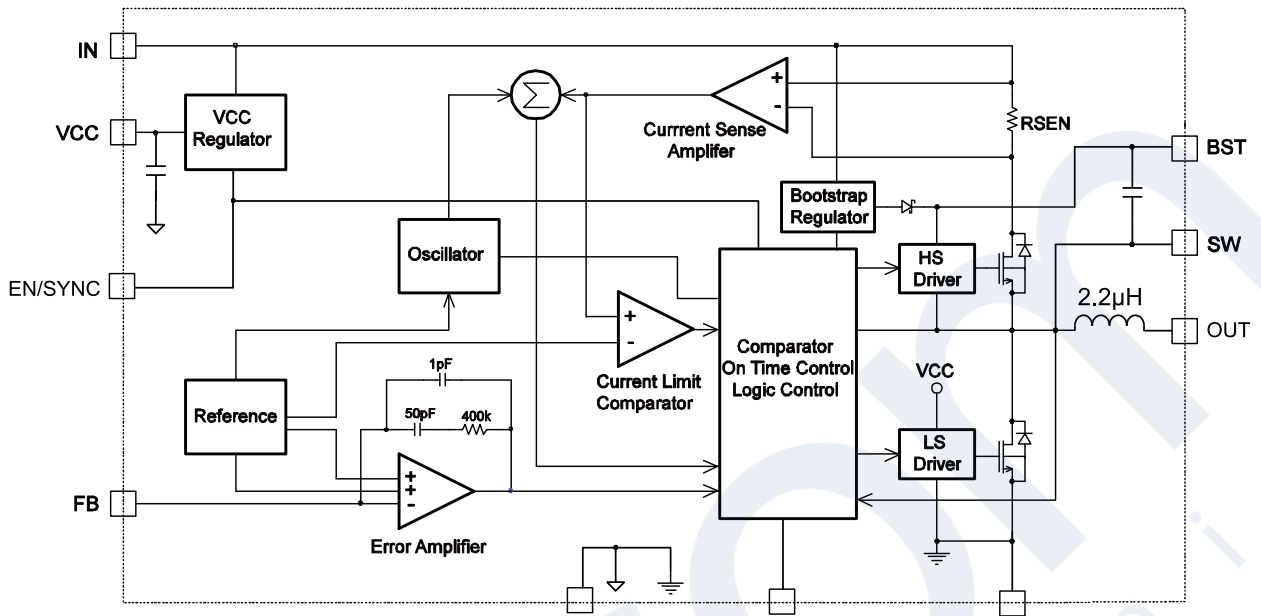 IN
VCC
Regulator
VCC
EN/SYNC
FB
Σ
+
-
Currrent Sense
Amplifer
RSEN
BST
Bootstrap
Regulator
SW
Oscillator
HS
Driver
2.2µH
OUT
+
-
Current Limit
Comparator
Comparator
On Time Control
Logic Control
VCC
LS
Driver
Reference
1pF
50pF
400k
+
+
-
Error Amplifier